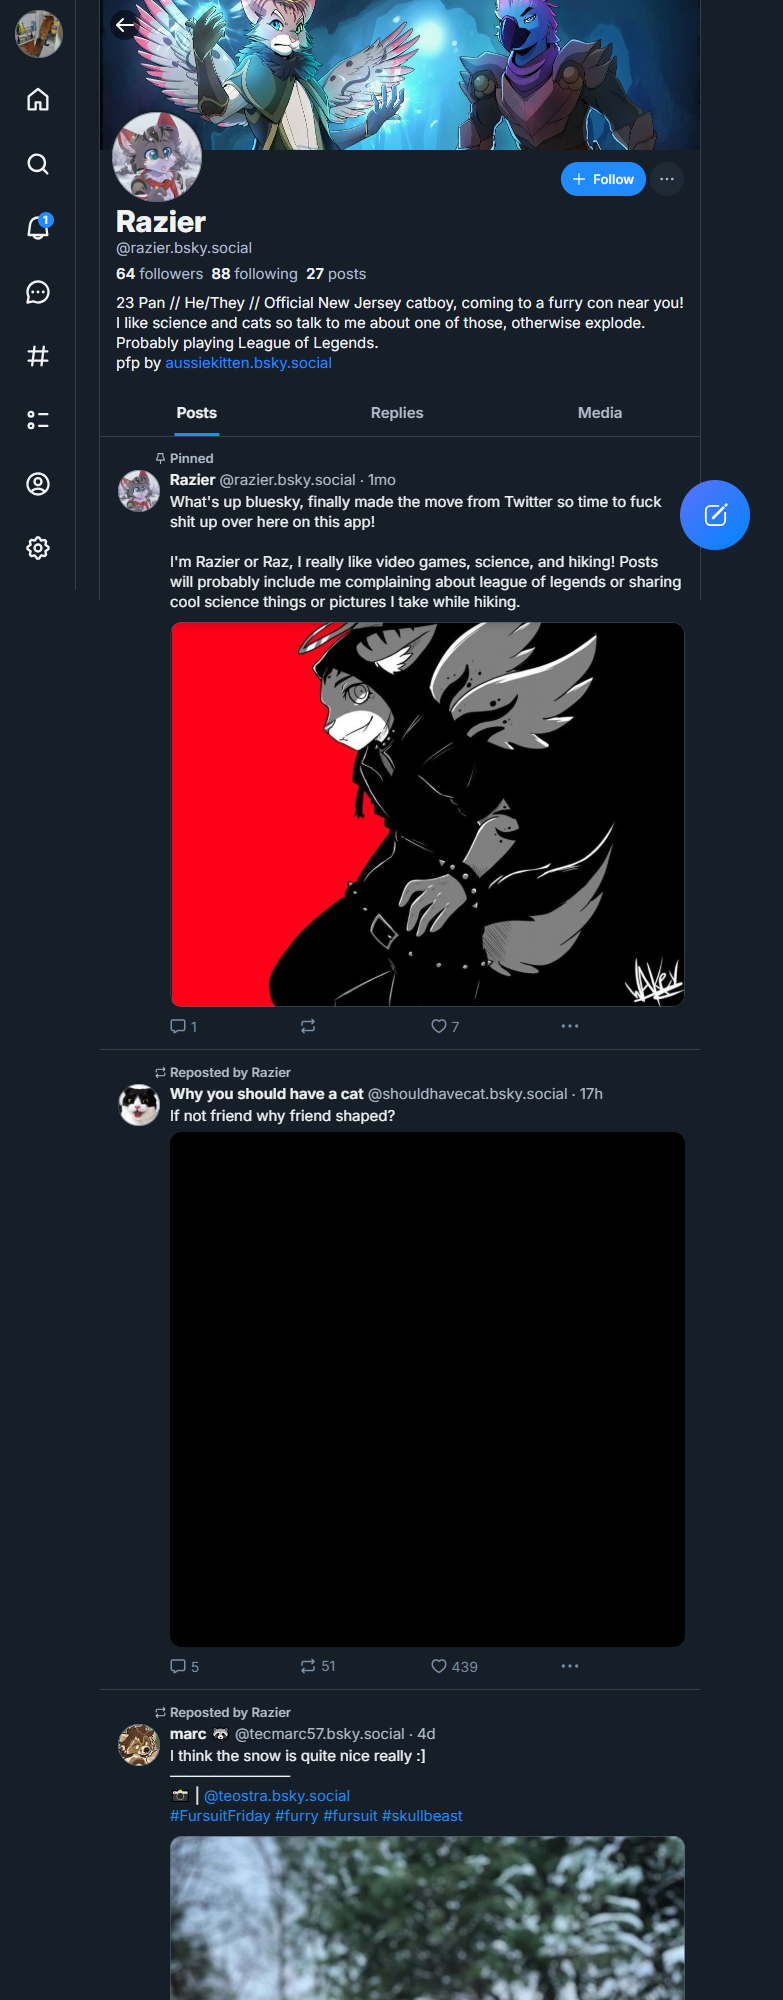 1
Follow
Razier
@razier.bsky.social
64 followers 88 following 27 posts
23 Pan // He/They // Official New Jersey catboy, coming to a furry con near you!
I like science and cats so talk to me about one of those, otherwise explode.
Probably playing League of Legends.
pfp by aussiekitten.bsky.social
Posts Replies Media
Pinned
Razier @razier.bsky.social · 1mo
What's up bluesky, finally made the move from Twitter so time to fuck
shit up over here on this app!
I'm Razier or Raz, I really like video games, science, and hiking! Posts
will probably include me complaining about league of legends or sharing
cool science things or pictures I take while hiking.
1 7
Reposted by Razier
Why you should have a cat @shouldhavecat.bsky.social · 17h
If not friend why friend shaped?
5 51 439
Reposted by Razier
marc 🦝 @tecmarc57.bsky.social · 4d
I think the snow is quite nice really :]
📸 | @teostra.bsky.social
#FursuitFriday #furry #fursuit #skullbeast